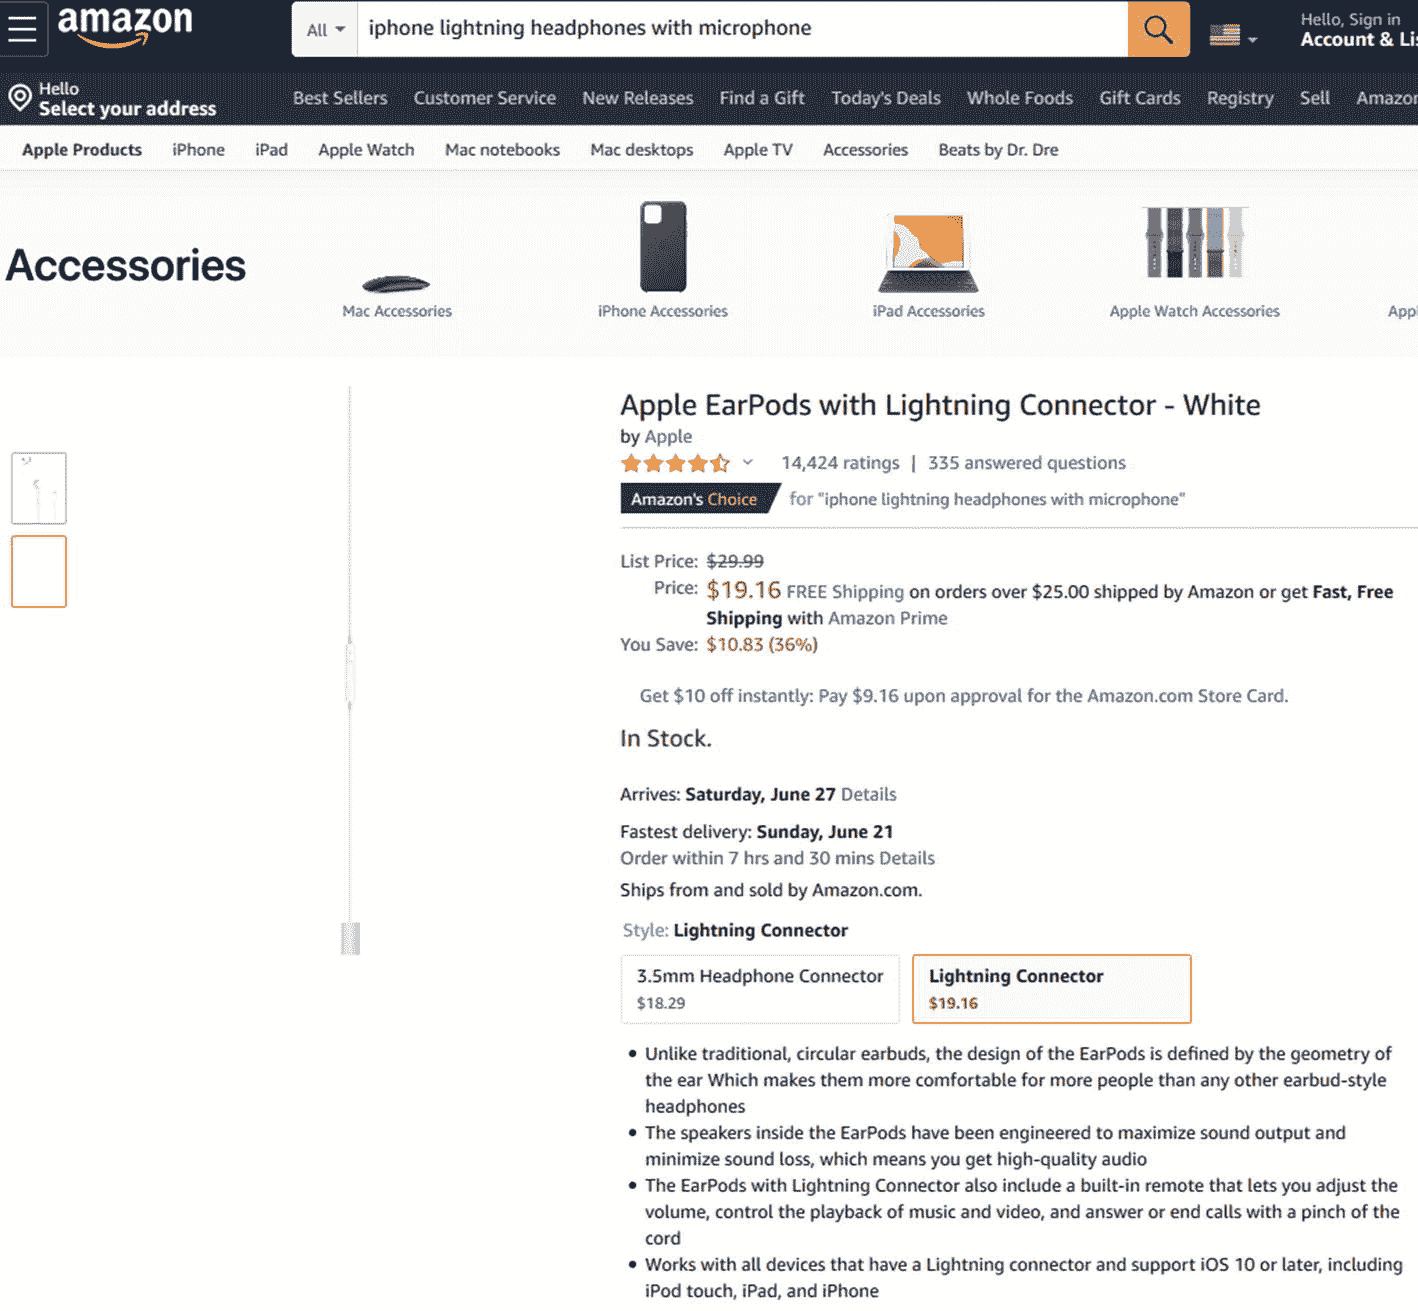 amazon
All
iphone lightning headphones with microphone
Hello, Sign in
Account & Lis
Hello
Select your address
Best Sellers Customer Service New Releases Find a Gift Today's Deals Whole Foods Gift Cards Registry Sell Amazon
Apple Products iPhone iPad Apple Watch Mac notebooks Mac desktops Apple TV Accessories Beats by Dr. Dre
Accessories
Mac Accessories iPhone Accessories iPad Accessories Apple Watch Accessories Appl
Apple EarPods with Lightning Connector - White
by Apple
14,424 ratings | 335 answered questions
Amazon's Choice for "iphone lightning headphones with microphone"
List Price: $29.99
Price: $19.16 FREE Shipping on orders over $25.00 shipped by Amazon or get Fast, Free
Shipping with Amazon Prime
You Save: $10.83 (36%)
Get $10 off instantly: Pay $9.16 upon approval for the Amazon.com Store Card.
In Stock.
Arrives: Saturday, June 27 Details
Fastest delivery: Sunday, June 21
Order within 7 hrs and 30 mins Details
Ships from and sold by Amazon.com.
Style: Lightning Connector
3.5mm Headphone Connector
$18.29
Lightning Connector
$19.16
• Unlike traditional, circular earbuds, the design of the EarPods is defined by the geometry of
the ear Which makes them more comfortable for more people than any other earbud-style
headphones
• The speakers inside the EarPods have been engineered to maximize sound output and
minimize sound loss, which means you get high-quality audio
• The EarPods with Lightning Connector also include a built-in remote that lets you adjust the
volume, control the playback of music and video, and answer or end calls with a pinch of the
cord
• Works with all devices that have a Lightning connector and support iOS 10 or later, including
iPod touch, iPad, and iPhone